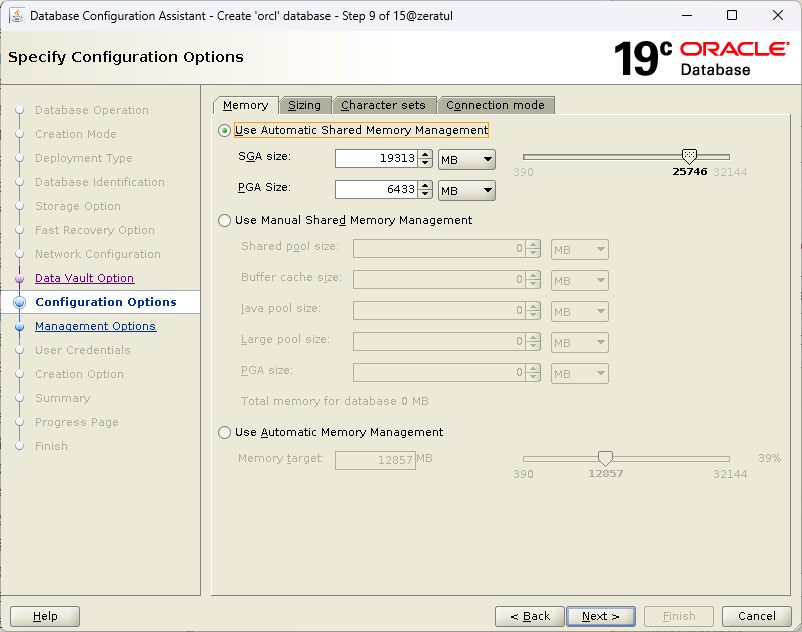 Database Configuration Assistant - Create 'orcl' database - Step 9 of 15@zeratul
Specify Configuration Options
19c ORACLE
Database
Database Operation
Creation Mode
Deployment Type
Database Identification
Storage Option
Fast Recovery Option
Network Configuration
Data Vault Option
Configuration Options
Management Options
User Credentials
Creation Option
Summary
Progress Page
Finish
Memory Sizing Character sets Connection mode
Use Automatic Shared Memory Management
SGA size: 19313 MB
390 25746 32144
PGA Size: 6433 MB
Use Manual Shared Memory Management
Shared pool size: 0 MB
Buffer cache size: 0 MB
Java pool size: 0 MB
Large pool size: 0 MB
PGA size: 0 MB
Total memory for database 0 MB
Use Automatic Memory Management
Memory target: 12857 MB 39%
390 12857 32144
Help < Back Next > Finish Cancel